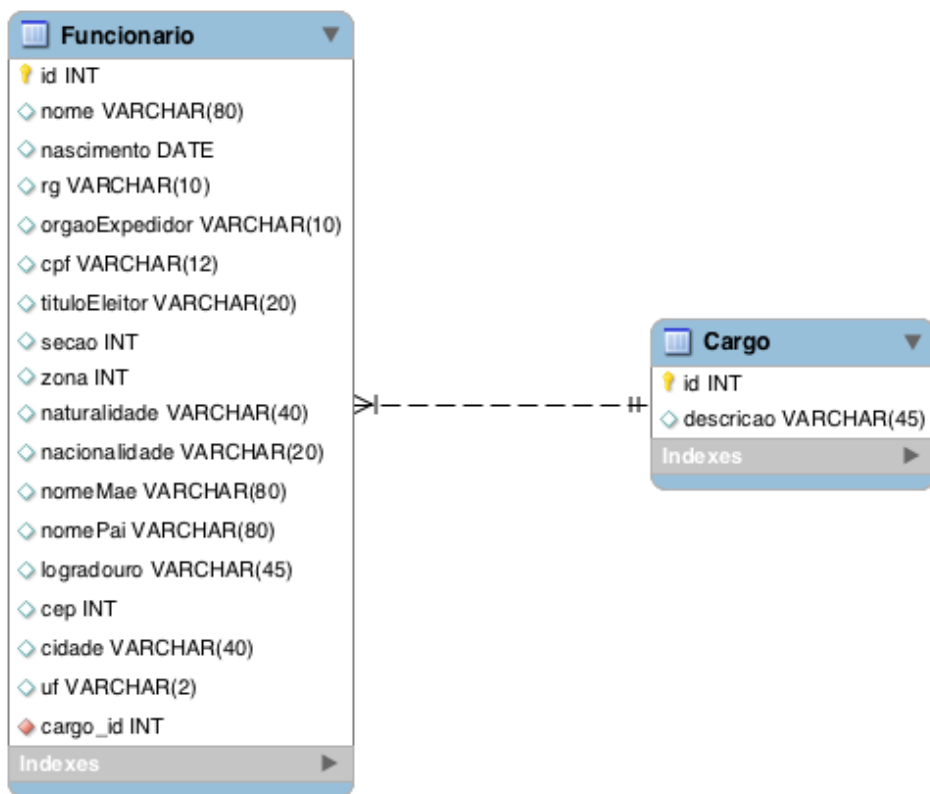 Funcionario
id INT
nome VARCHAR(80)
nascimento DATE
rg VARCHAR(10)
orgaoExpedidor VARCHAR(10)
cpf VARCHAR(12)
tituloEleitor VARCHAR(20)
secao INT
zona INT
naturalidade VARCHAR(40)
nacionalidade VARCHAR(20)
nomeMae VARCHAR(80)
nomePai VARCHAR(80)
logradouro VARCHAR(45)
cep INT
cidade VARCHAR(40)
uf VARCHAR(2)
cargo_id INT
Indexes
Cargo
id INT
descricao VARCHAR(45)
Indexes